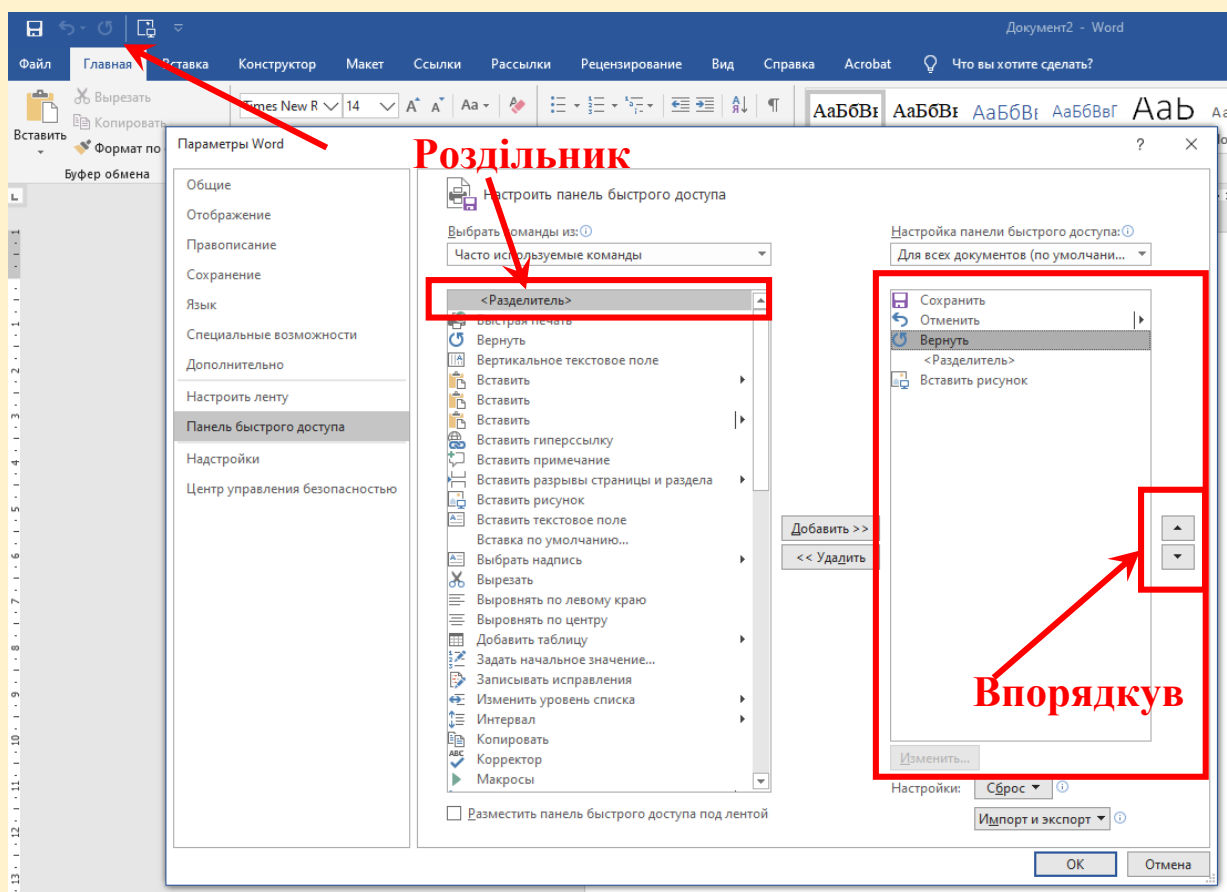 Документ2 - Word
Файл Главная Вставка Конструктор Макет Ссылки Рассылки Рецензирование Вид Справка Acrobat Что вы хотите сделать?
Вырезать
Копировать
Вставить
Формат по
Буфер обмена
Times New R 14 Aa АаБбВв АаБбВ АаБбВ АаБбВвГ АаЬ
Параметры Word
Роздільник
Общие
Отображение
Правописание
Сохранение
Язык
Специальные возможности
Дополнительно
Настроить ленту
Панель быстрого доступа
Надстройки
Центр управления безопасностью
Настроить панель быстрого доступа
Выбрать команды из:
Часто используемые команды
<Разделитель>
Быстрая печать
Вернуть
Вертикальное текстовое поле
Вставить
Вставить
Вставить
Вставить гиперссылку
Вставить примечание
Вставить разрывы страницы и раздела
Вставить рисунок
Вставить текстовое поле
Вставка по умолчанию...
Выбрать надпись
Вырезать
Выровнять по левому краю
Выровнять по центру
Добавить таблицу
Задать начальное значение...
Записывать исправления
Изменить уровень списка
Интервал
Копировать
Корректор
Макросы
Разместить панель быстрого доступа под лентой
Добавить >>
<< Удалить
Настройка панели быстрого доступа:
Для всех документов (по умолчани...
Сохранить
Отменить
Вернуть
<Разделитель>
Вставить рисунок
Впорядкув
Изменить...
Настройки: Сброс
Импорт и экспорт
ОК Отмена